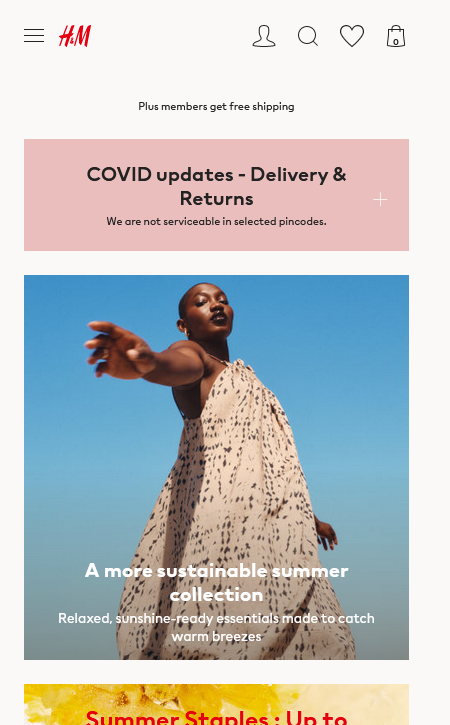 H&M
0
Plus members get free shipping
COVID updates - Delivery &
Returns
We are not serviceable in selected pincodes.
A more sustainable summer
collection
Relaxed, sunshine-ready essentials made to catch
warm breezes
Summer Staples : Up to